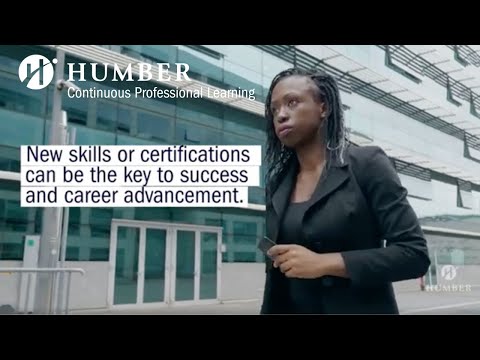 HUMBER
Continuous Professional Learning
New skills or certifications
can be the key to success
and career advancement.
HUMBER